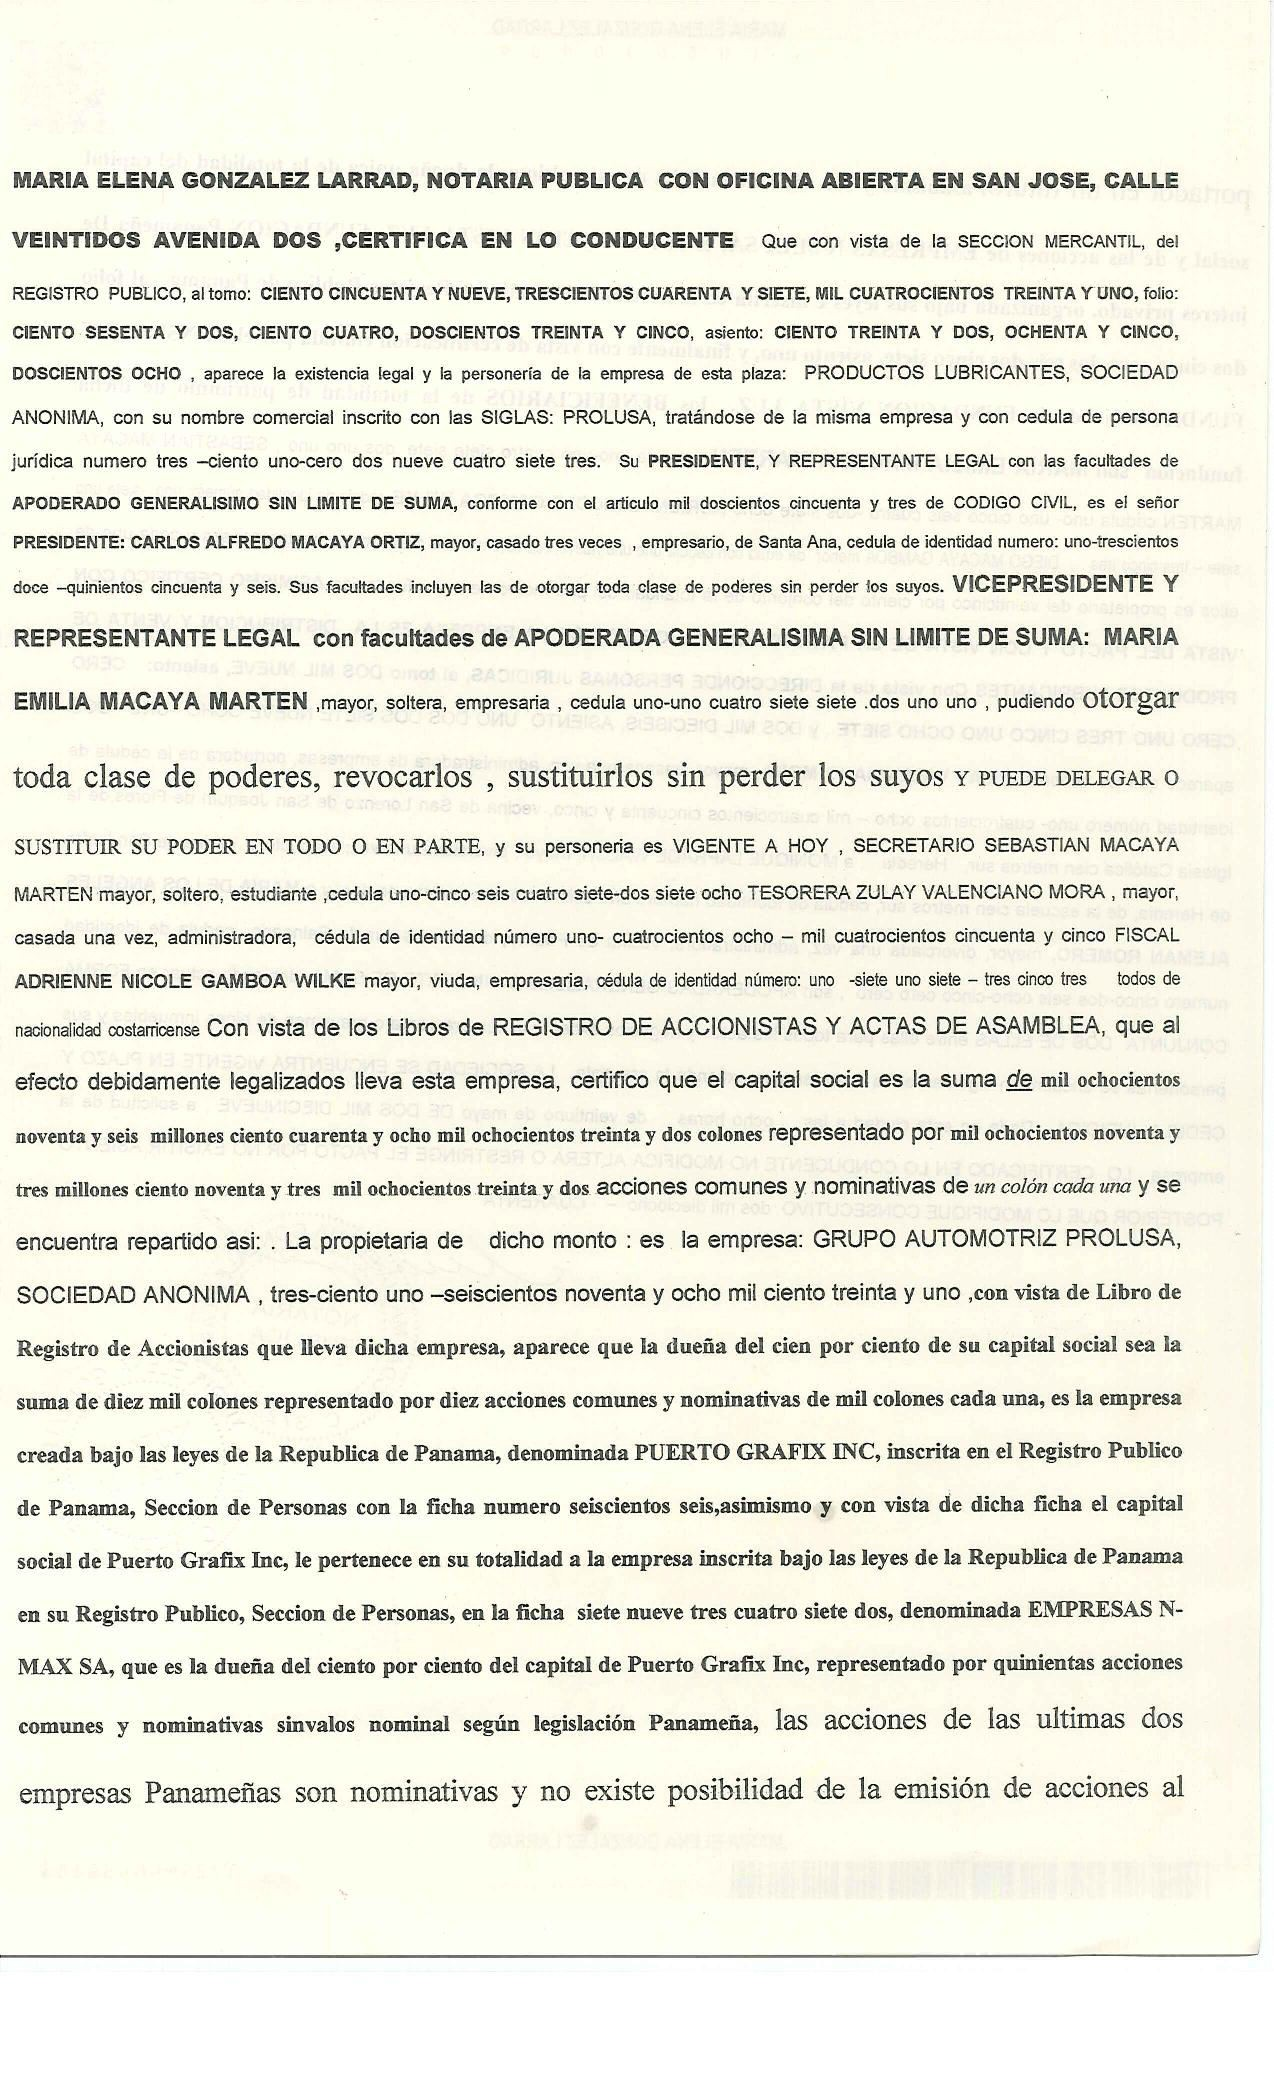 MARIA ELENA GONZALEZ LARRAD, NOTARIA PUBLICA CON OFICINA ABIERTA EN SAN JOSE, CALLE
VEINTIDOS AVENIDA DOS ,CERTIFICA EN LO CONDUCENTE Que con vista de la SECCION MERCANTIL, del
REGISTRO PUBLICO, al tomo: CIENTO CINCUENTA Y NUEVE, TRESCIENTOS CUARENTA Y SIETE, MIL CUATROCIENTOS TREINTA Y UNO, folio:
CIENTO SESENTA Y DOS, CIENTO CUATRO, DOSCIENTOS TREINTA Y CINCO, asiento: CIENTO TREINTA Y DOS, OCHENTA Y CINCO,
DOSCIENTOS OCHO , aparece la existencia legal y la personería de la empresa de esta plaza: PRODUCTOS LUBRICANTES, SOCIEDAD
ANONIMA, con su nombre comercial inscrito con las SIGLAS: PROLUSA, tratándose de la misma empresa y con cedula de persona
jurídica numero tres –ciento uno-cero dos nueve cuatro siete tres. Su PRESIDENTE, Y REPRESENTANTE LEGAL con las facultades de
APODERADO GENERALISIMO SIN LIMITE DE SUMA, conforme con el articulo mil doscientos cincuenta y tres de CODIGO CIVIL, es el señor
PRESIDENTE: CARLOS ALFREDO MACAYA ORTIZ, mayor, casado tres veces , empresario, de Santa Ana, cedula de identidad numero: uno-trescientos
doce –quinientos cincuenta y seis. Sus facultades incluyen las de otorgar toda clase de poderes sin perder los suyos. VICEPRESIDENTE Y
REPRESENTANTE LEGAL con facultades de APODERADA GENERALISIMA SIN LIMITE DE SUMA: MARIA
EMILIA MACAYA MARTEN ,mayor, soltera, empresaria , cedula uno-uno cuatro siete siete .dos uno uno , pudiendo otorgar
toda clase de poderes, revocarlos , sustituirlos sin perder los suyos Y PUEDE DELEGAR O
SUSTITUIR SU PODER EN TODO O EN PARTE, y su personeria es VIGENTE A HOY , SECRETARIO SEBASTIAN MACAYA
MARTEN mayor, soltero, estudiante ,cedula uno-cinco seis cuatro siete-dos siete ocho TESORERA ZULAY VALENCIANO MORA , mayor,
casada una vez, administradora, cédula de identidad número uno- cuatrocientos ocho – mil cuatrocientos cincuenta y cinco FISCAL
ADRIENNE NICOLE GAMBOA WILKE mayor, viuda, empresaria, cédula de identidad número: uno -siete uno siete – tres cinco tres todos de
nacionalidad costarricense Con vista de los Libros de REGISTRO DE ACCIONISTAS Y ACTAS DE ASAMBLEA, que al
efecto debidamente legalizados lleva esta empresa, certifico que el capital social es la suma de mil ochocientos
noventa y seis millones ciento cuarenta y ocho mil ochocientos treinta y dos colones representado por mil ochocientos noventa y
tres millones ciento noventa y tres mil ochocientos treinta y dos acciones comunes y nominativas de un colón cada una y se
encuentra repartido asi: . La propietaria de dicho monto : es la empresa: GRUPO AUTOMOTRIZ PROLUSA,
SOCIEDAD ANONIMA , tres-ciento uno –seiscientos noventa y ocho mil ciento treinta y uno ,con vista de Libro de
Registro de Accionistas que lleva dicha empresa, aparece que la dueña del cien por ciento de su capital social sea la
suma de diez mil colones representado por diez acciones comunes y nominativas de mil colones cada una, es la empresa
creada bajo las leyes de la Republica de Panama, denominada PUERTO GRAFIX INC, inscrita en el Registro Publico
de Panama, Seccion de Personas con la ficha numero seiscientos seis,asimismo y con vista de dicha ficha el capital
social de Puerto Grafix Inc, le pertenece en su totalidad a la empresa inscrita bajo las leyes de la Republica de Panama
en su Registro Publico, Seccion de Personas, en la ficha siete nueve tres cuatro siete dos, denominada EMPRESAS N-
MAX SA, que es la dueña del ciento por ciento del capital de Puerto Grafix Inc, representado por quinientas acciones
comunes y nominativas sinvalos nominal según legislación Panameña, las acciones de las ultimas dos
empresas Panameñas son nominativas y no existe posibilidad de la emisión de acciones al